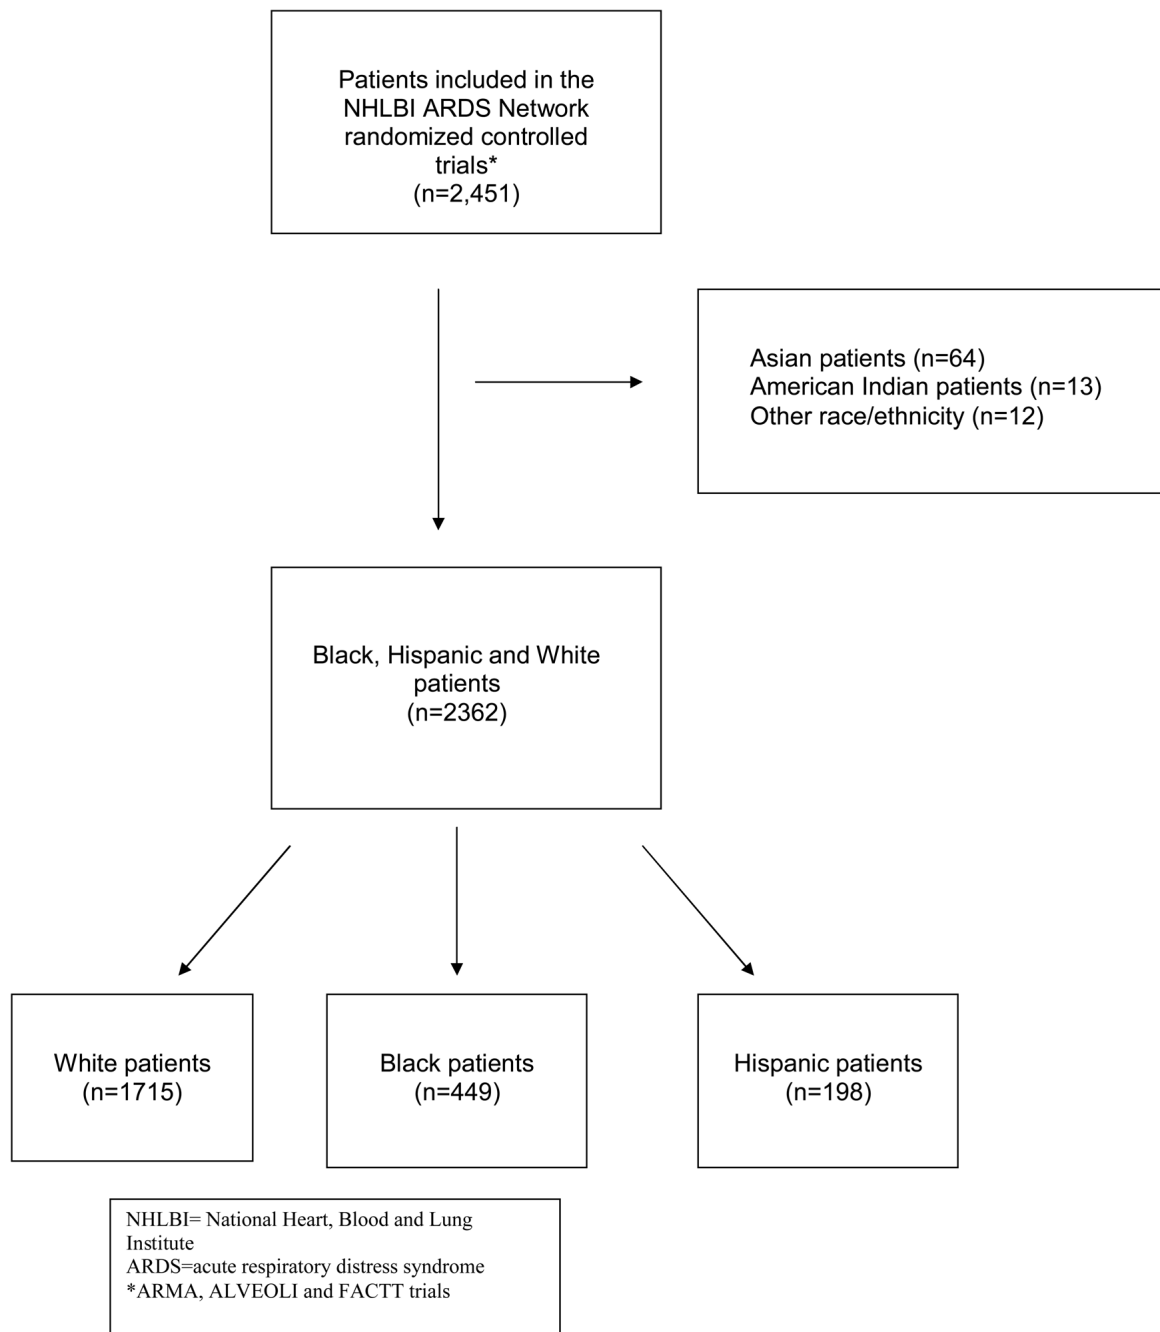 Patients included in the
NHLBI ARDS Network
randomized controlled
trials*
(n=2,451)
Asian patients (n=64)
American Indian patients (n=13)
Other race/ethnicity (n=12)
Black, Hispanic and White
patients
(n=2362)
White patients
(n=1715)
Black patients
(n=449)
Hispanic patients
(n=198)
NHLBI= National Heart, Blood and Lung
Institute
ARDS=acute respiratory distress syndrome
*ARMA, ALVEOLI and FACTT trials